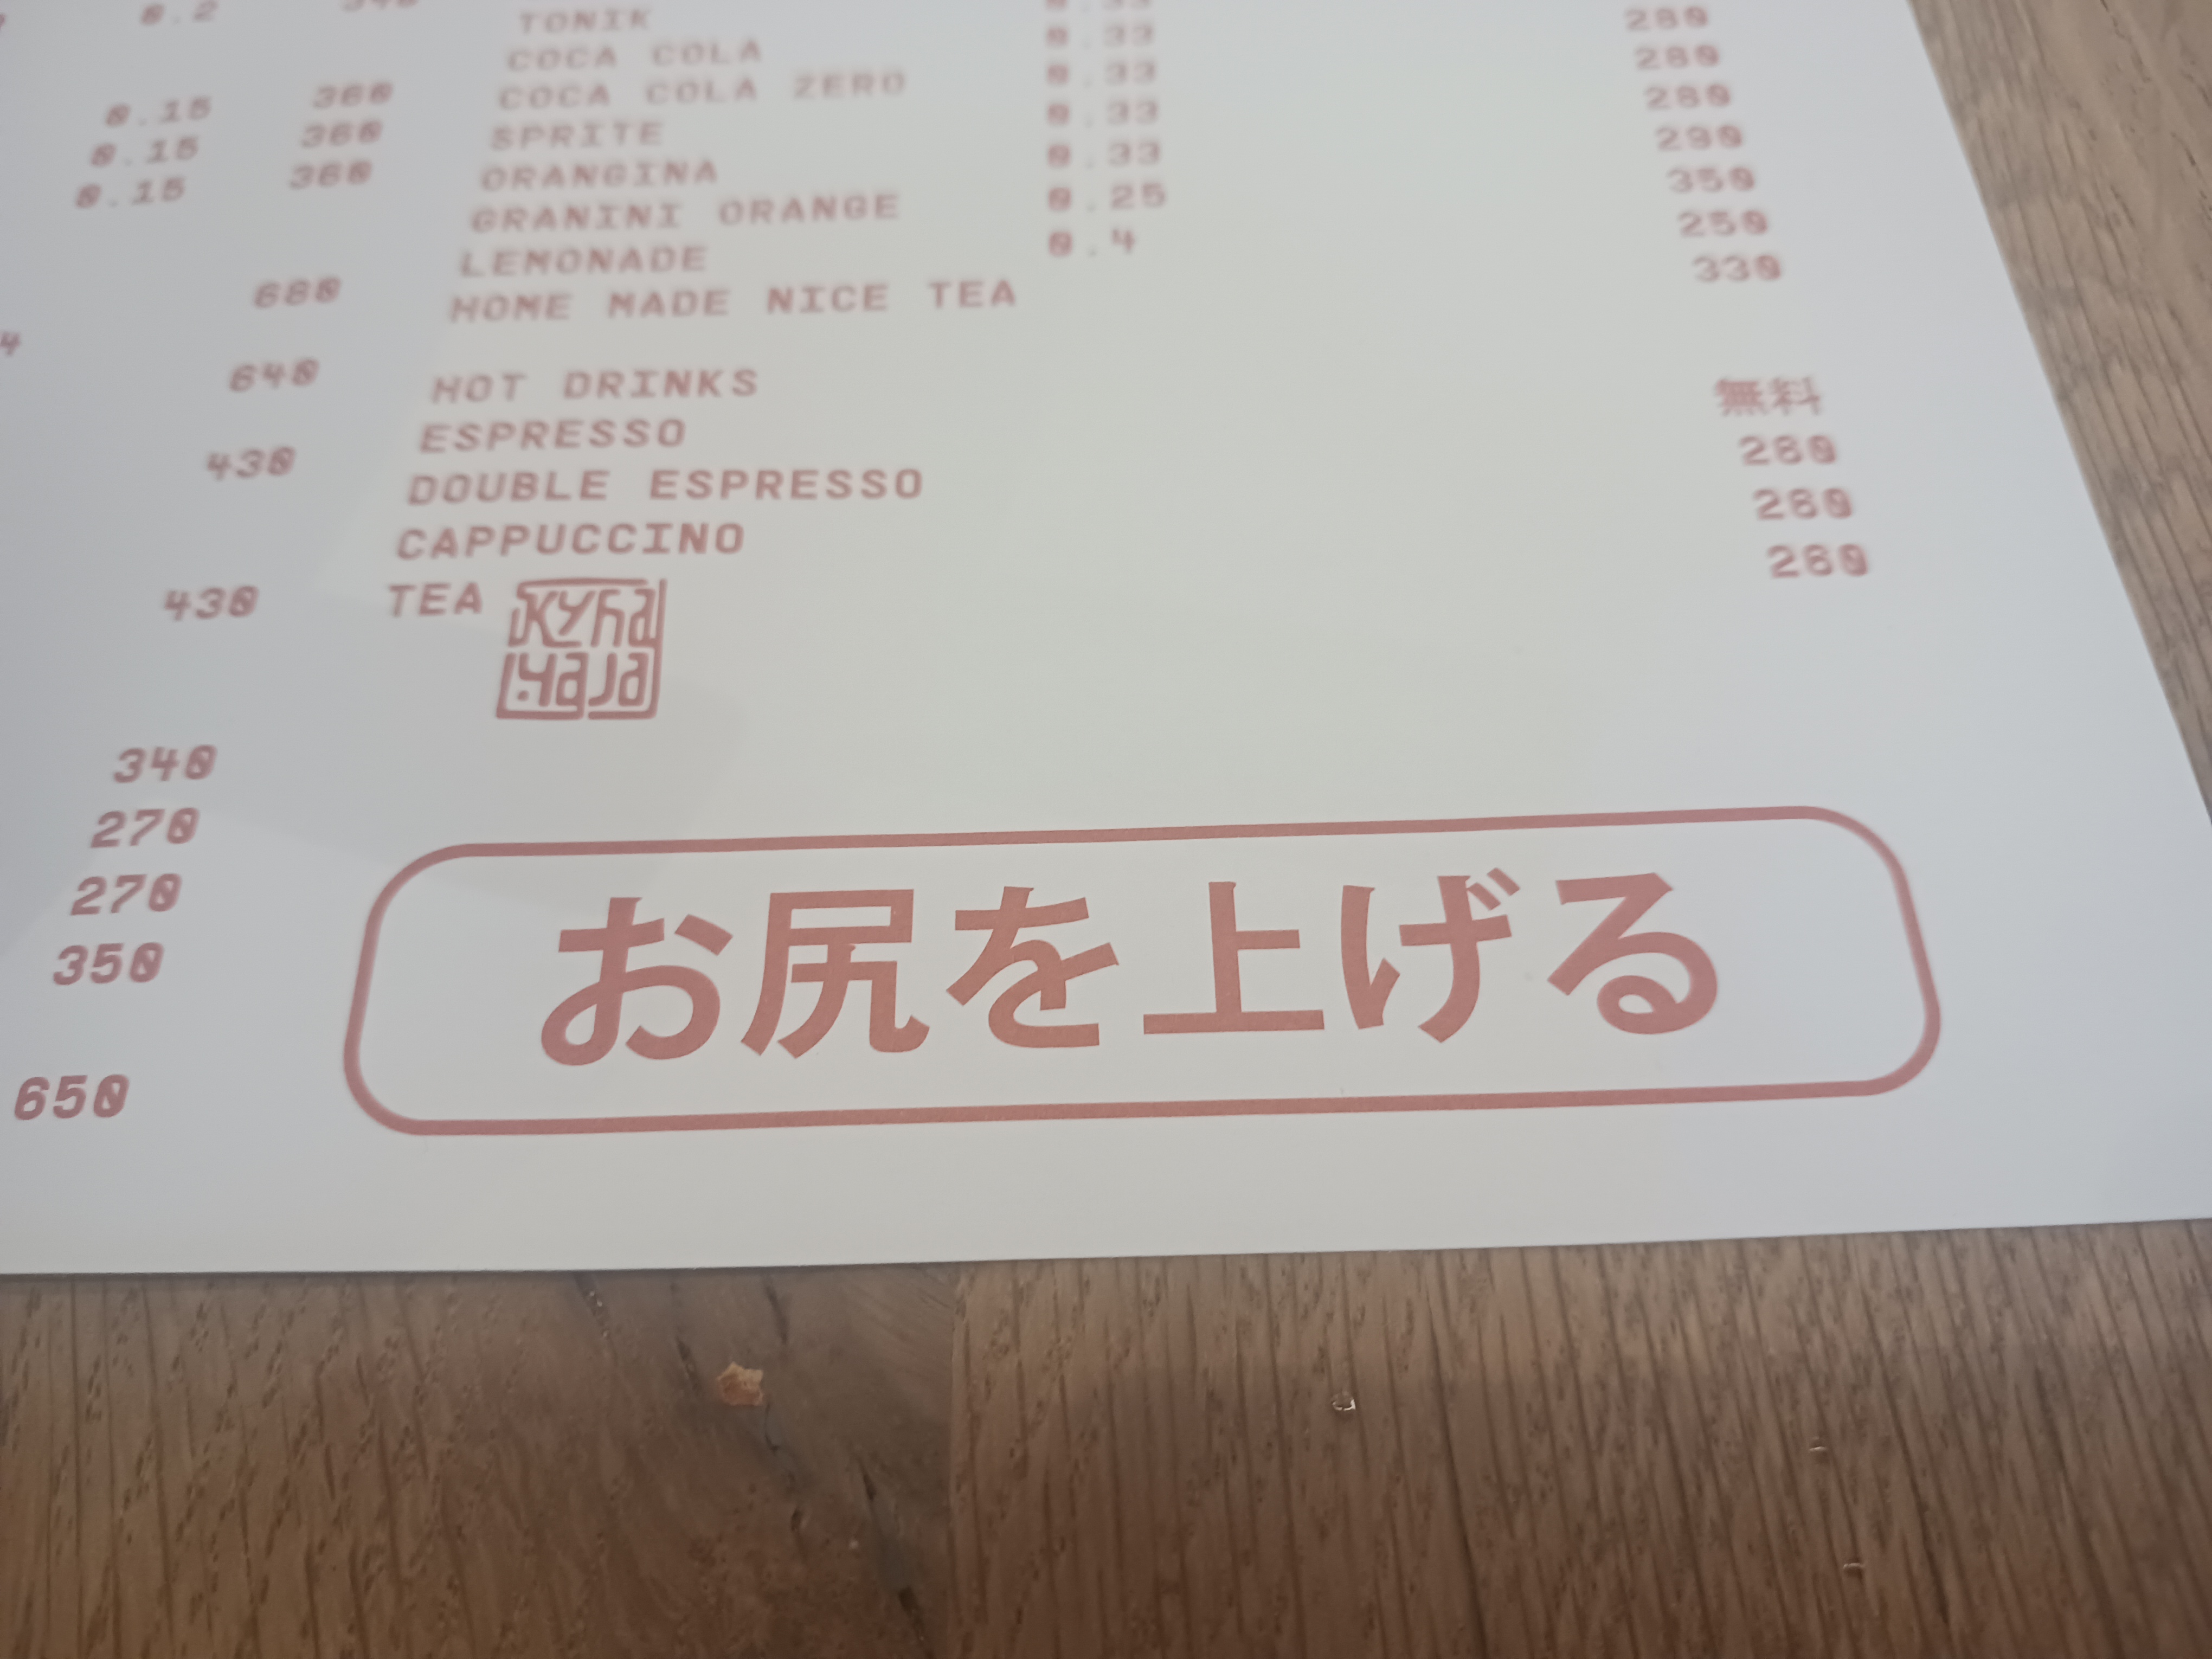 0.2
0.15 360
0.15 360
0.15 360
680
640
430
430
340
270
270
350
650
TONIK 0.33
COCA COLA 0.33 280
COCA COLA ZERO 0.33 280
SPRITE 0.33 280
ORANGINA 0.33 290
GRANINI ORANGE 0.25 350
LEMONADE 0.4 250
HOME MADE NICE TEA 330
HOT DRINKS
ESPRESSO 無料
DOUBLE ESPRESSO 280
CAPPUCCINO 280
TEA 280
お尻を上げる